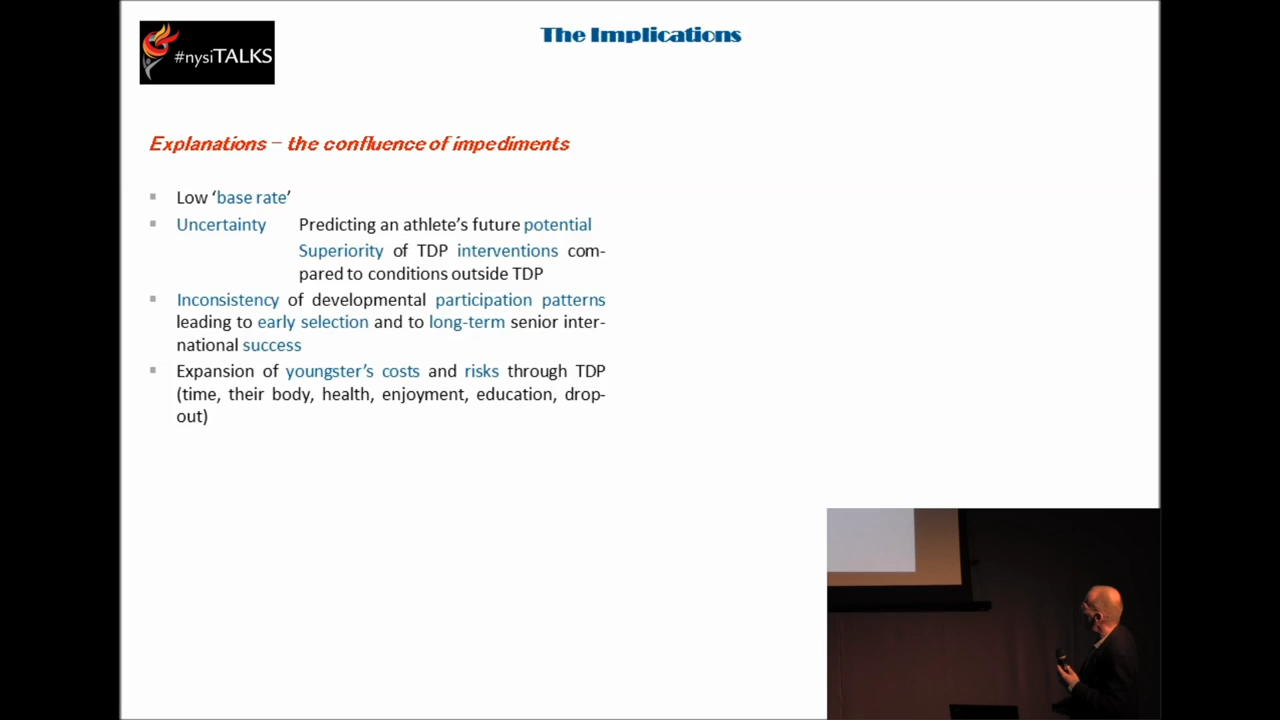 The Implications
#nysiTALKS
Explanations – the confluence of impediments
Low ‘base rate’
Uncertainty Predicting an athlete’s future potential
Superiority of TDP interventions com-
pared to conditions outside TDP
Inconsistency of developmental participation patterns
leading to early selection and to long-term senior inter-
national success
Expansion of youngster’s costs and risks through TDP
(time, their body, health, enjoyment, education, drop-
out)